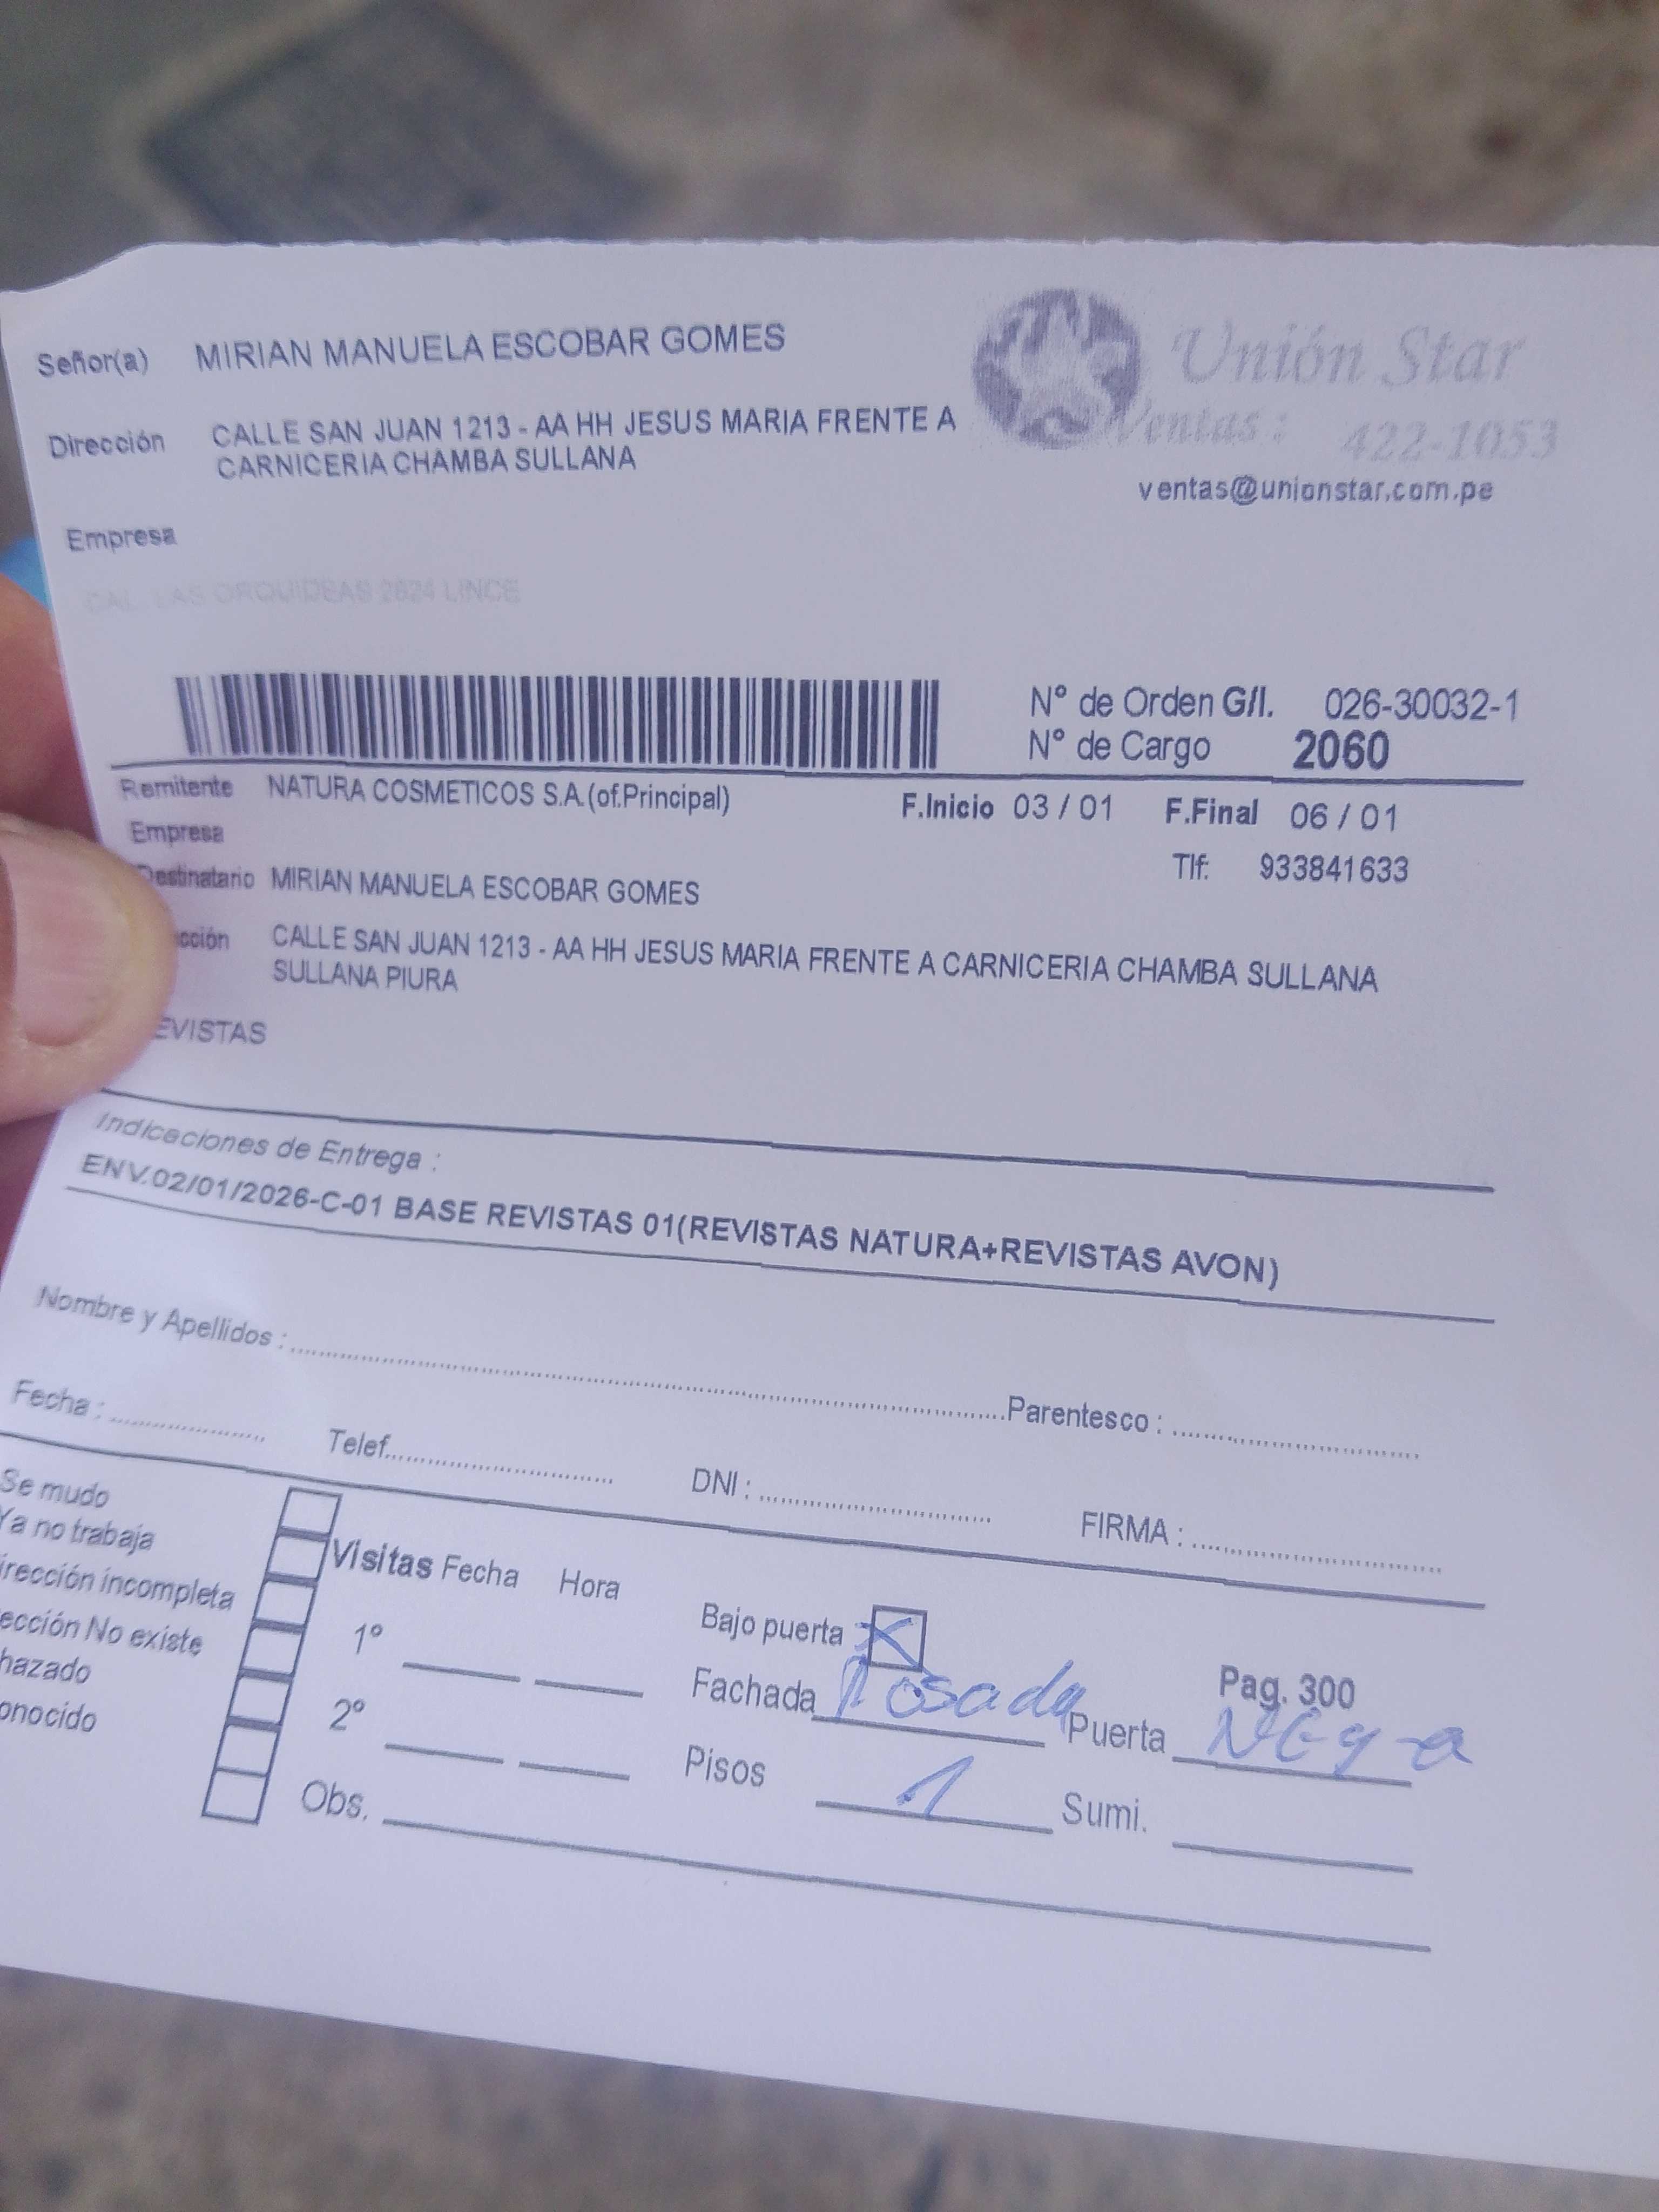 Señor(a) MIRIAN MANUELA ESCOBAR GOMES
Unión Star
Dirección CALLE SAN JUAN 1213 - AA HH JESUS MARIA FRENTE A
CARNICERIA CHAMBA SULLANA
Ventas : 422-1053
ventas@unionstar.com.pe
Empresa
CAL. LAS ORQUIDEAS 2624 LINCE
N° de Orden G/I. 026-30032-1
N° de Cargo 2060
Remitente NATURA COSMETICOS S.A.(of.Principal) F.Inicio 03 / 01 F.Final 06 / 01
Empresa
Tlf: 933841633
Destinatario MIRIAN MANUELA ESCOBAR GOMES
cción CALLE SAN JUAN 1213 - AA HH JESUS MARIA FRENTE A CARNICERIA CHAMBA SULLANA
SULLANA PIURA
EVISTAS
Indicaciones de Entrega :
ENV.02/01/2026-C-01 BASE REVISTAS 01(REVISTAS NATURA+REVISTAS AVON)
Nombre y Apellidos : Parentesco :
Fecha : Telef. DNI : FIRMA :
Se mudo
Ya no trabaja
irección incompleta
ección No existe
hazado
onocido
Visitas Fecha Hora
1°
2°
Obs.
Bajo puerta X
Pag. 300
Fachada Rosada Puerta
Pisos 1 Sumi.